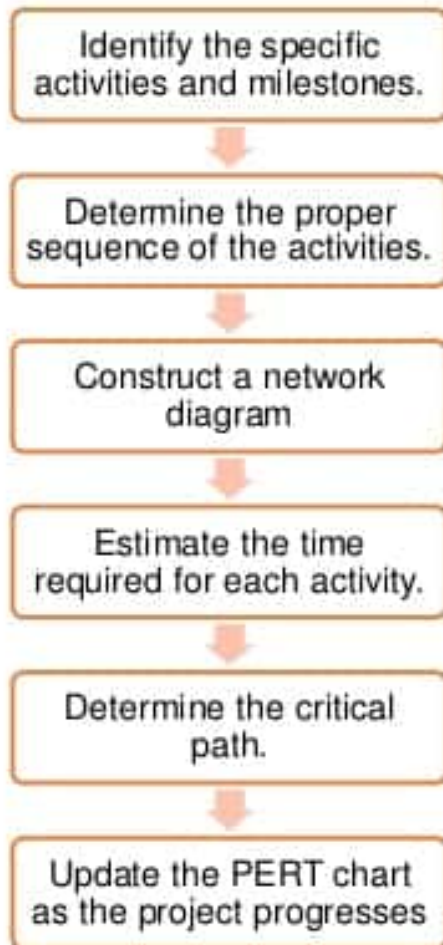 Identify the specific
activities and milestones.
Determine the proper
sequence of the activities.
Construct a network
diagram
Estimate the time
required for each activity.
Determine the critical
path.
Update the PERT chart
as the project progresses